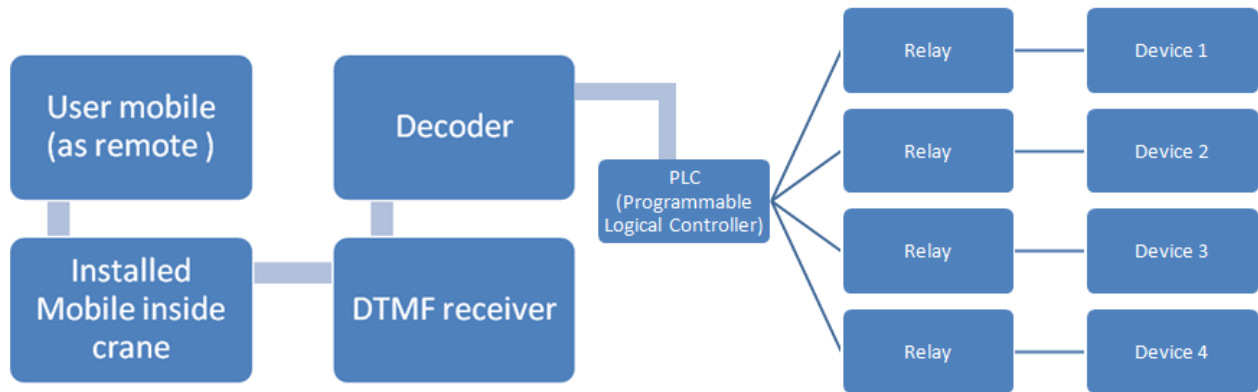 User mobile
(as remote )
Installed
Mobile inside
crane
DTMF receiver
Decoder
PLC
(Programmable
Logical Controller)
Relay
Device 1
Relay
Device 2
Relay
Device 3
Relay
Device 4